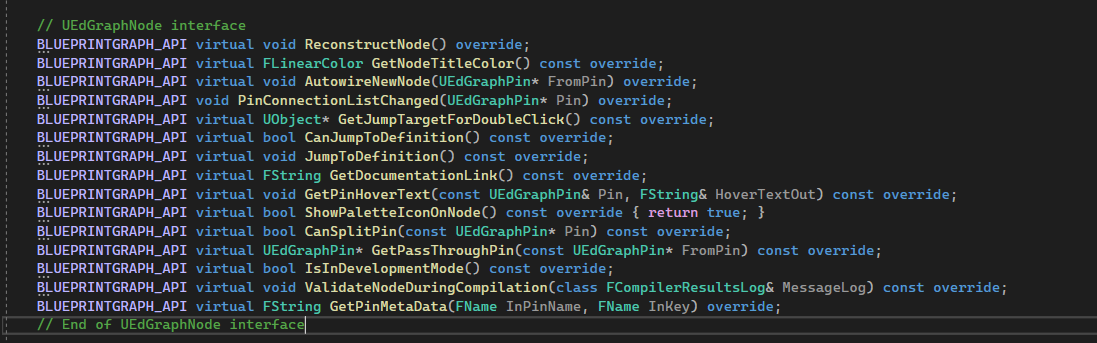 // UEdGraphNode interface
BLUEPRINTGRAPH_API virtual void ReconstructNode() override;
BLUEPRINTGRAPH_API virtual FLinearColor GetNodeTitleColor() const override;
BLUEPRINTGRAPH_API virtual void AutowireNewNode(UEdGraphPin* FromPin) override;
BLUEPRINTGRAPH_API void PinConnectionListChanged(UEdGraphPin* Pin) override;
BLUEPRINTGRAPH_API virtual UObject* GetJumpTargetForDoubleClick() const override;
BLUEPRINTGRAPH_API virtual bool CanJumpToDefinition() const override;
BLUEPRINTGRAPH_API virtual void JumpToDefinition() const override;
BLUEPRINTGRAPH_API virtual FString GetDocumentationLink() const override;
BLUEPRINTGRAPH_API virtual void GetPinHoverText(const UEdGraphPin& Pin, FString& HoverTextOut) const override;
BLUEPRINTGRAPH_API virtual bool ShowPaletteIconOnNode() const override { return true; }
BLUEPRINTGRAPH_API virtual bool CanSplitPin(const UEdGraphPin* Pin) const override;
BLUEPRINTGRAPH_API virtual UEdGraphPin* GetPassThroughPin(const UEdGraphPin* FromPin) const override;
BLUEPRINTGRAPH_API virtual bool IsInDevelopmentMode() const override;
BLUEPRINTGRAPH_API virtual void ValidateNodeDuringCompilation(class FCompilerResultsLog& MessageLog) const override;
BLUEPRINTGRAPH_API virtual FString GetPinMetaData(FName InPinName, FName InKey) override;
// End of UEdGraphNode interface